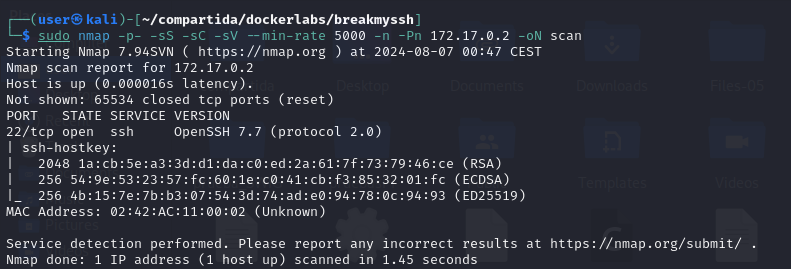 ┌──(user㉿kali)-[~/compartida/dockerlabs/breakmyssh]
└─$ sudo nmap -p- -sS -sC -sV --min-rate 5000 -n -Pn 172.17.0.2 -oN scan
Starting Nmap 7.94SVN ( https://nmap.org ) at 2024-08-07 00:47 CEST
Nmap scan report for 172.17.0.2
Host is up (0.000016s latency).
Not shown: 65534 closed tcp ports (reset)
PORT   STATE SERVICE VERSION
22/tcp open  ssh     OpenSSH 7.7 (protocol 2.0)
| ssh-hostkey:
|   2048 1a:cb:5e:a3:3d:d1:da:c0:ed:2a:61:7f:73:79:46:ce (RSA)
|   256 54:9e:53:23:57:fc:60:1e:c0:41:cb:f3:85:32:01:fc (ECDSA)
|_  256 4b:15:7e:7b:b3:07:54:3d:74:ad:e0:94:78:0c:94:93 (ED25519)
MAC Address: 02:42:AC:11:00:02 (Unknown)
Service detection performed. Please report any incorrect results at https://nmap.org/submit/ .
Nmap done: 1 IP address (1 host up) scanned in 1.45 seconds
Desktop
Documents
Downloads
Files-05
Templates
Videos
Pictures